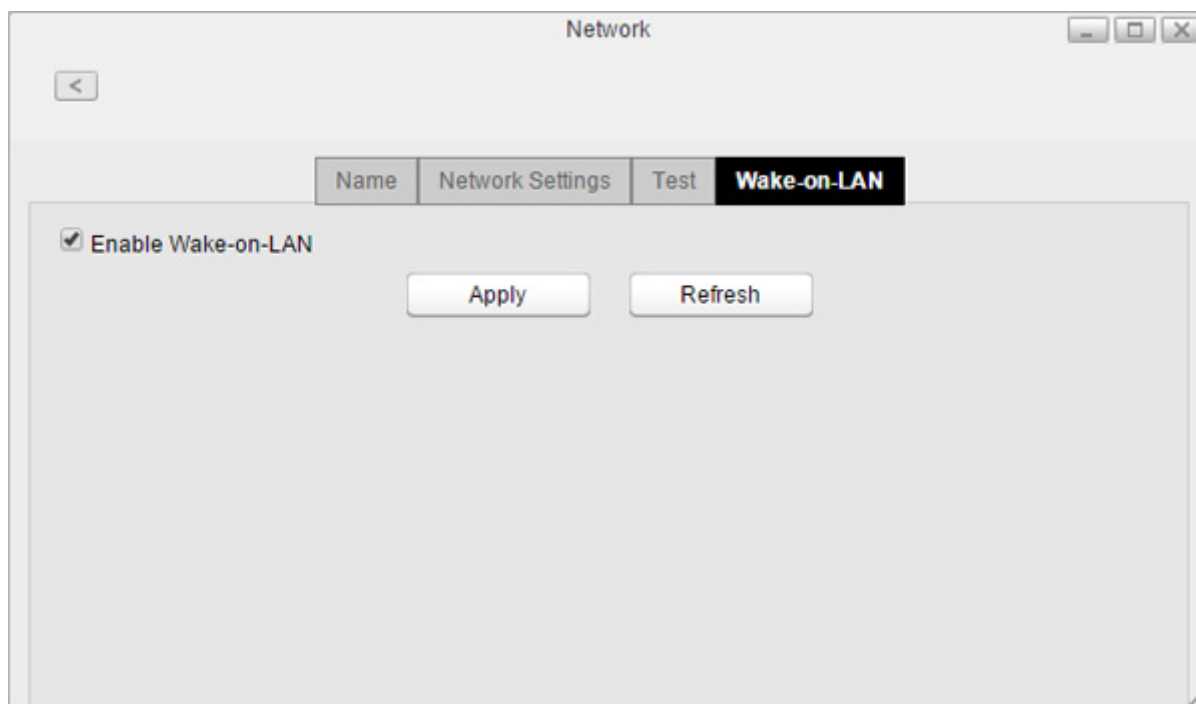 Network
<
Name Network Settings Test Wake-on-LAN
Enable Wake-on-LAN
Apply Refresh